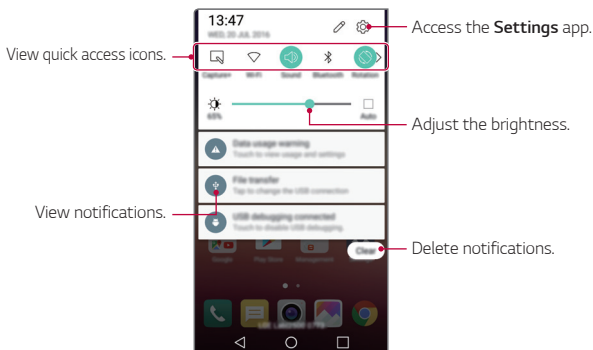 13:47
WED, 20 JUL 2016
Access the Settings app.
View quick access icons.
Capture+ Wi-Fi Sound Bluetooth Rotation
65%
Auto
Adjust the brightness.
Data usage warning
Touch to view usage and settings
File transfer
Tap to change the USB connection
View notifications.
USB debugging connected
Touch to disable USB debugging.
Clear
Delete notifications.
Google Play Store Management